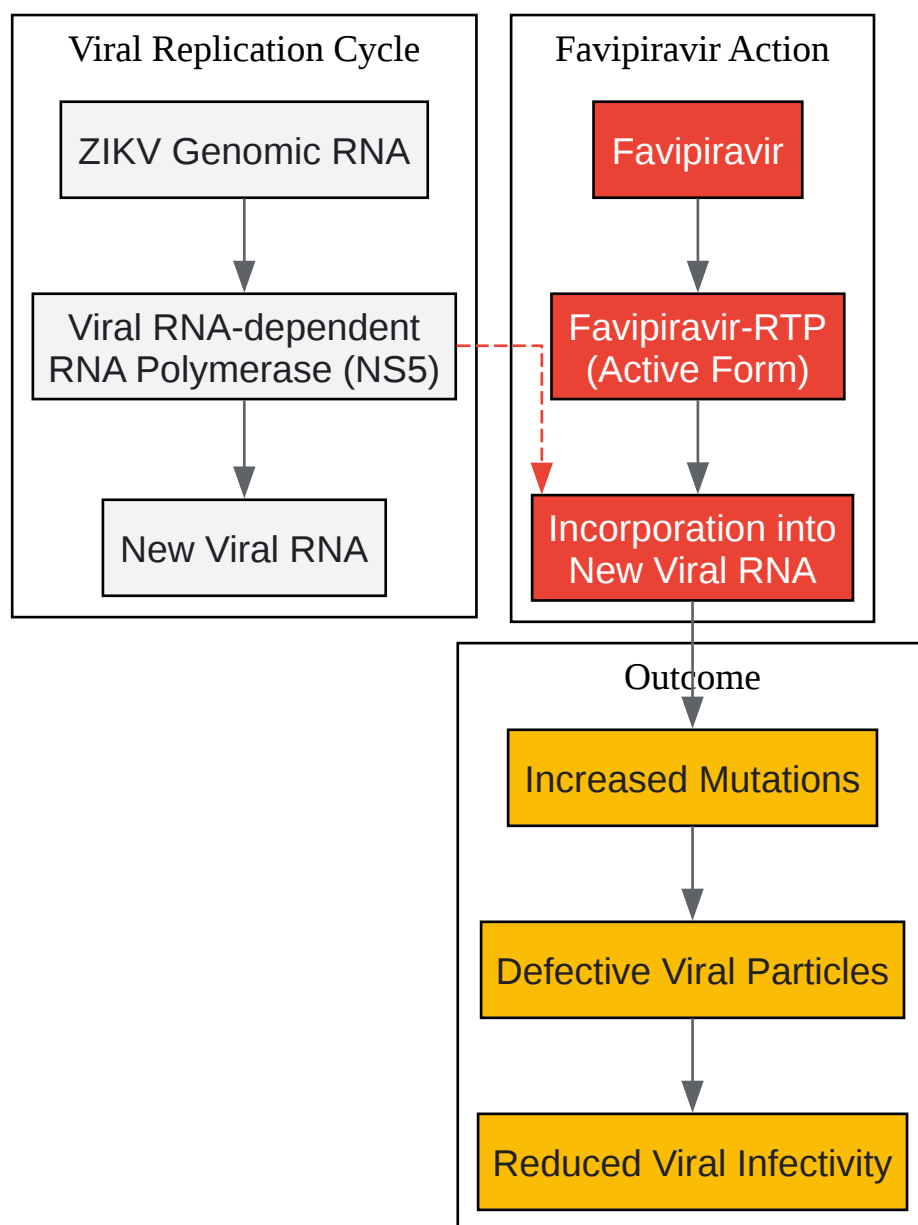 Viral Replication Cycle
ZIKV Genomic RNA
Viral RNA-dependent
RNA Polymerase (NS5)
New Viral RNA
Favipiravir Action
Favipiravir
Favipiravir-RTP
(Active Form)
Incorporation into
New Viral RNA
Outcome
Increased Mutations
Defective Viral Particles
Reduced Viral Infectivity